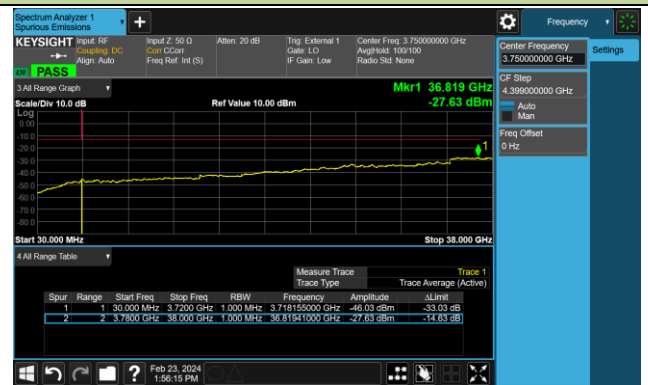 Spectrum Analyzer 1
Spurious Emissions
Frequency
KEYSIGHT
Input: RF
Coupling: DC
Align: Auto
Input Z: 50 Ω
Corr CCorr
Freq Ref: Int (S)
Atten: 20 dB
Trig: External 1
Gate: LO
IF Gain: Low
Center Freq: 3.750000000 GHz
Avg|Hold: 100/100
Radio Std: None
PASS
3 All Range Graph
Mkr1 36.819 GHz
Scale/Div 10.0 dB
Ref Value 10.00 dBm
-27.63 dBm
Log
0.00
-10.0
-20.0
-30.0
-40.0
-50.0
-60.0
-70.0
-80.0
1
Start 30.000 MHz
Stop 38.000 GHz
4 All Range Table
Measure Trace Trace 1
Trace Type Trace Average (Active)
Spur Range Start Freq Stop Freq RBW Frequency Amplitude ΔLimit
1 1 30.000 MHz 3.7200 GHz 1.000 MHz 3.718155000 GHz -46.03 dBm -33.03 dB
2 2 3.7800 GHz 38.000 GHz 1.000 MHz 36.81941000 GHz -27.63 dBm -14.63 dB
Feb 23, 2024
1:56:15 PM
Center Frequency
3.750000000 GHz
Settings
CF Step
4.399000000 GHz
Auto
Man
Freq Offset
0 Hz